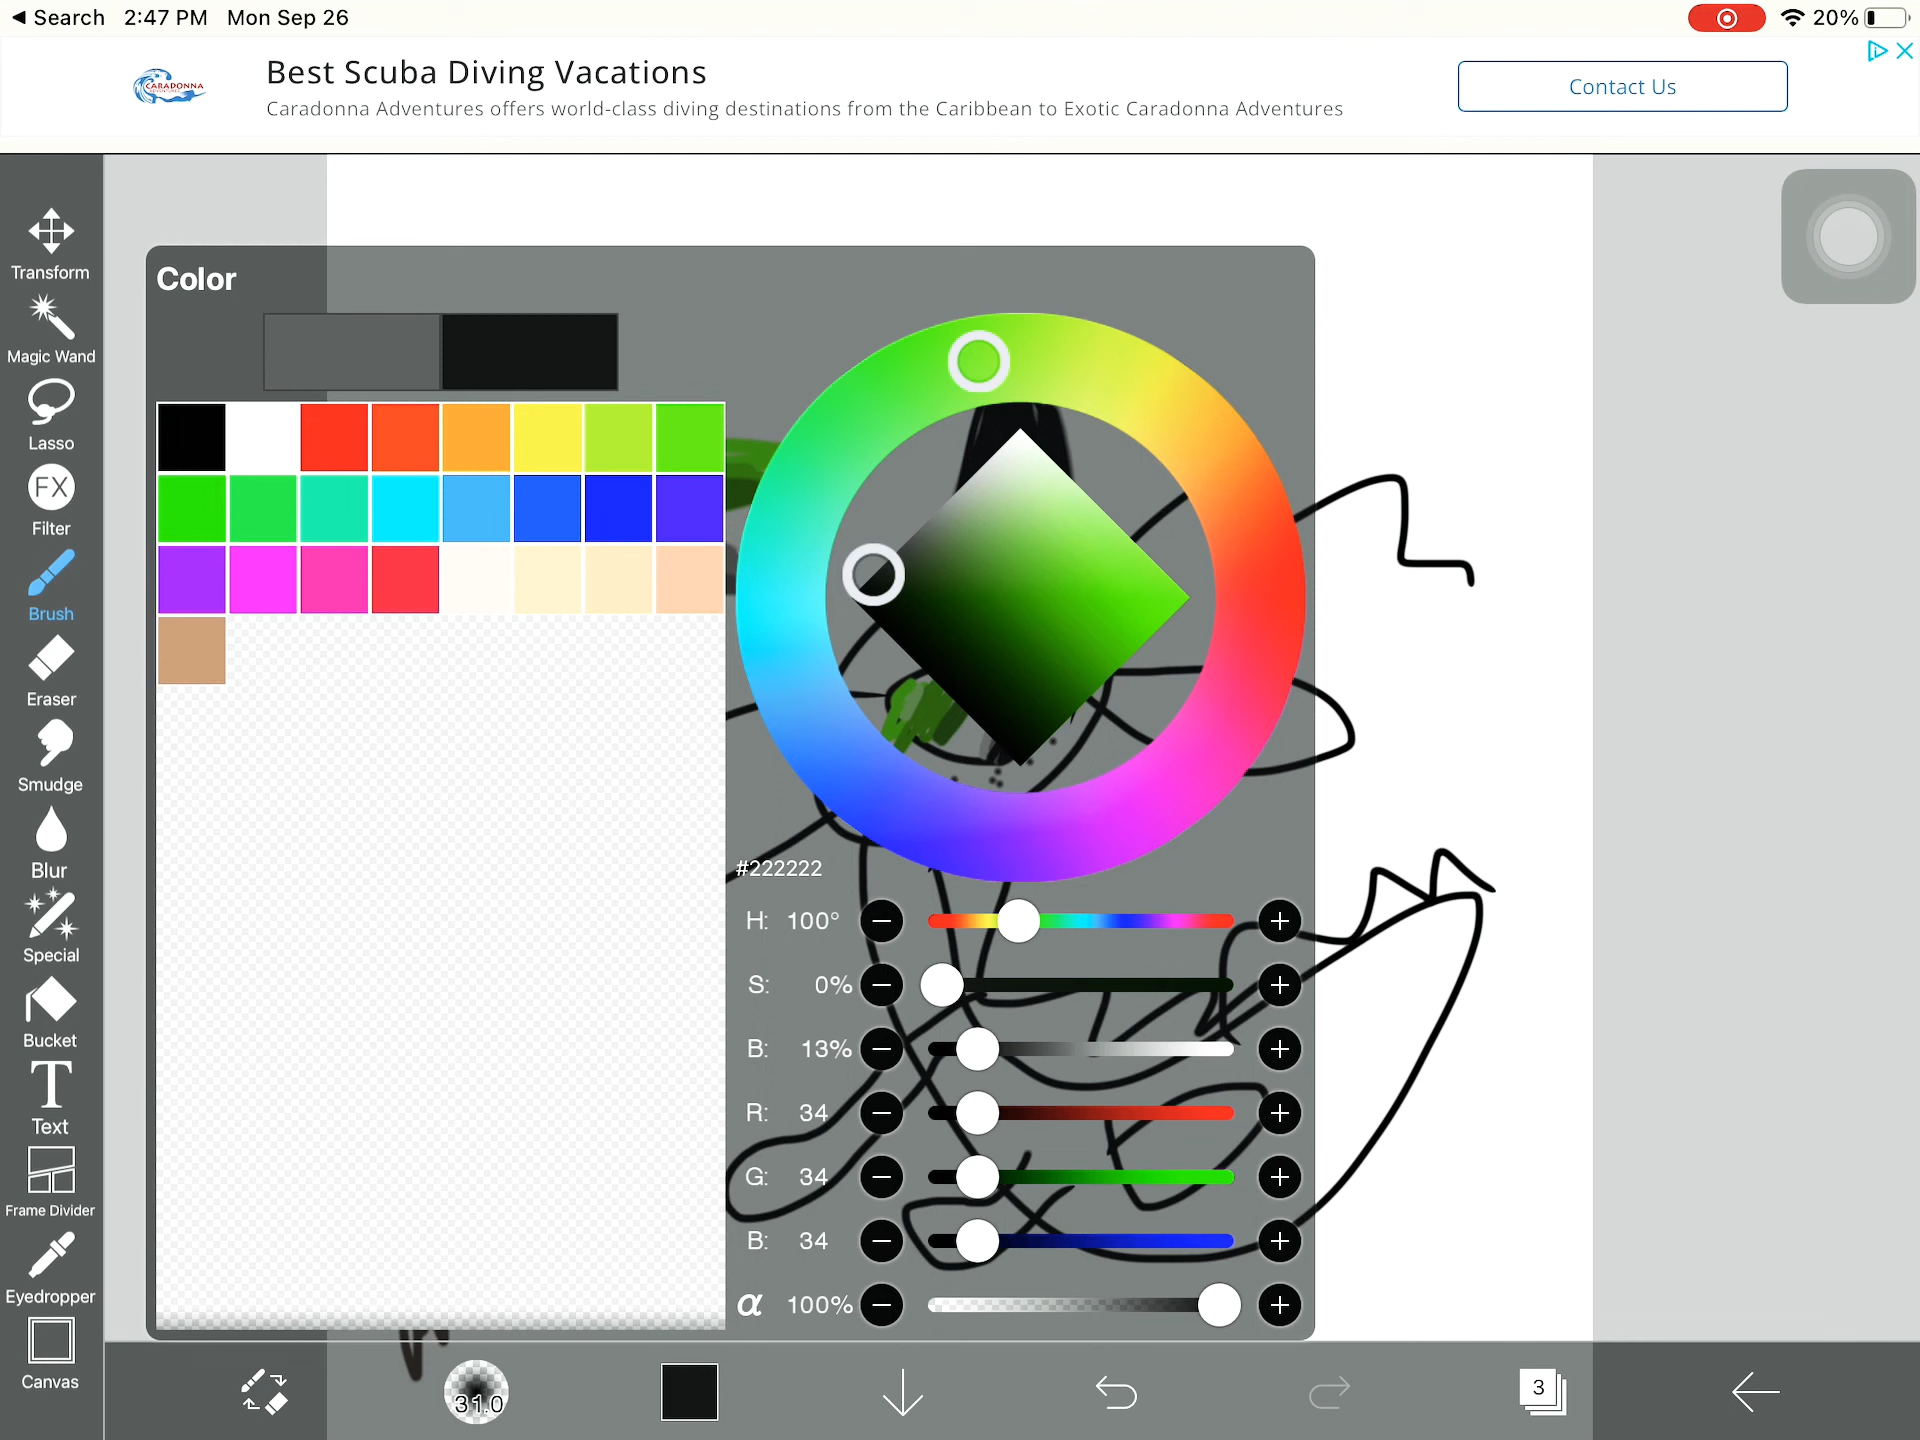 ◀ Search 2:47 PM Mon Sep 26 20%
CARADONNA
Best Scuba Diving Vacations
Caradonna Adventures offers world-class diving destinations from the Caribbean to Exotic Caradonna Adventures
Contact Us
Transform
Magic Wand
Lasso
FX
Filter
Brush
Eraser
Smudge
Blur
Special
Bucket
T
Text
Frame Divider
Eyedropper
Canvas
Color
#222222
H: 100°
S: 0%
B: 13%
R: 34
G: 34
B: 34
α 100%
31.0
3